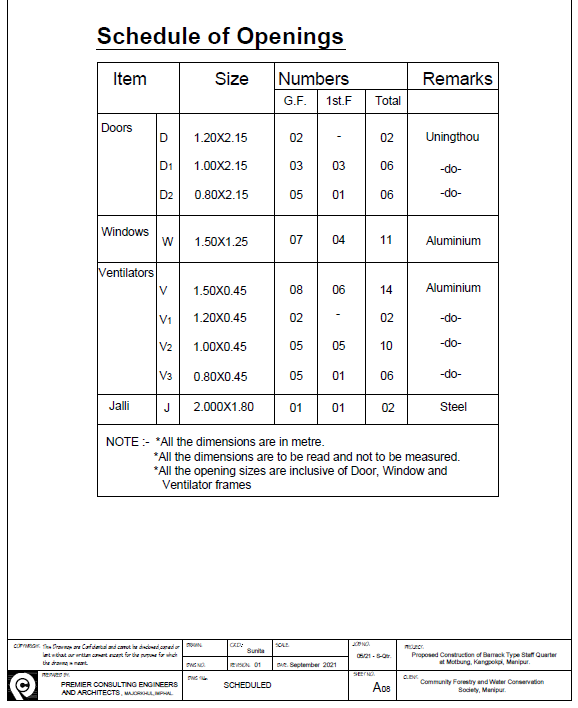 Schedule of Openings
Item Size Numbers Remarks
G.F. 1st.F Total
Doors
D 1.20X2.15 02 - 02 Uningthou
D1 1.00X2.15 03 03 06 -do-
D2 0.80X2.15 05 01 06 -do-
Windows
W 1.50X1.25 07 04 11 Aluminium
Ventilators
V 1.50X0.45 08 06 14 Aluminium
V1 1.20X0.45 02 - 02 -do-
V2 1.00X0.45 05 05 10 -do-
V3 0.80X0.45 05 01 06 -do-
Jalli J 2.000X1.80 01 01 02 Steel
NOTE :- *All the dimensions are in metre.
*All the dimensions are to be read and not to be measured.
*All the opening sizes are inclusive of Door, Window and
Ventilator frames
COPYRIGHT: This Drawings are Confidential and cannot be disclosed, copied or
lent without our written consent except for the purpose for which
the drawing is meant.
DRAWN.
CKD:- Sunita
SCALE.
JOB NO.
05/21 - S-Qtr.
PROJECT.
Proposed Construction of Barrack Type Staff Quarter
at Motbung, Kangpokpi, Manipur.
DWG NO.
REVISION. 01
DATE. September 2021
PREPARED BY.
PREMIER CONSULTING ENGINEERS
AND ARCHITECTS, MAJORKHUL, IMPHAL.
SCHEDULED
SHEET NO.
A08
CLIENT.
Community Forestry and Water Conservation
Society, Manipur.